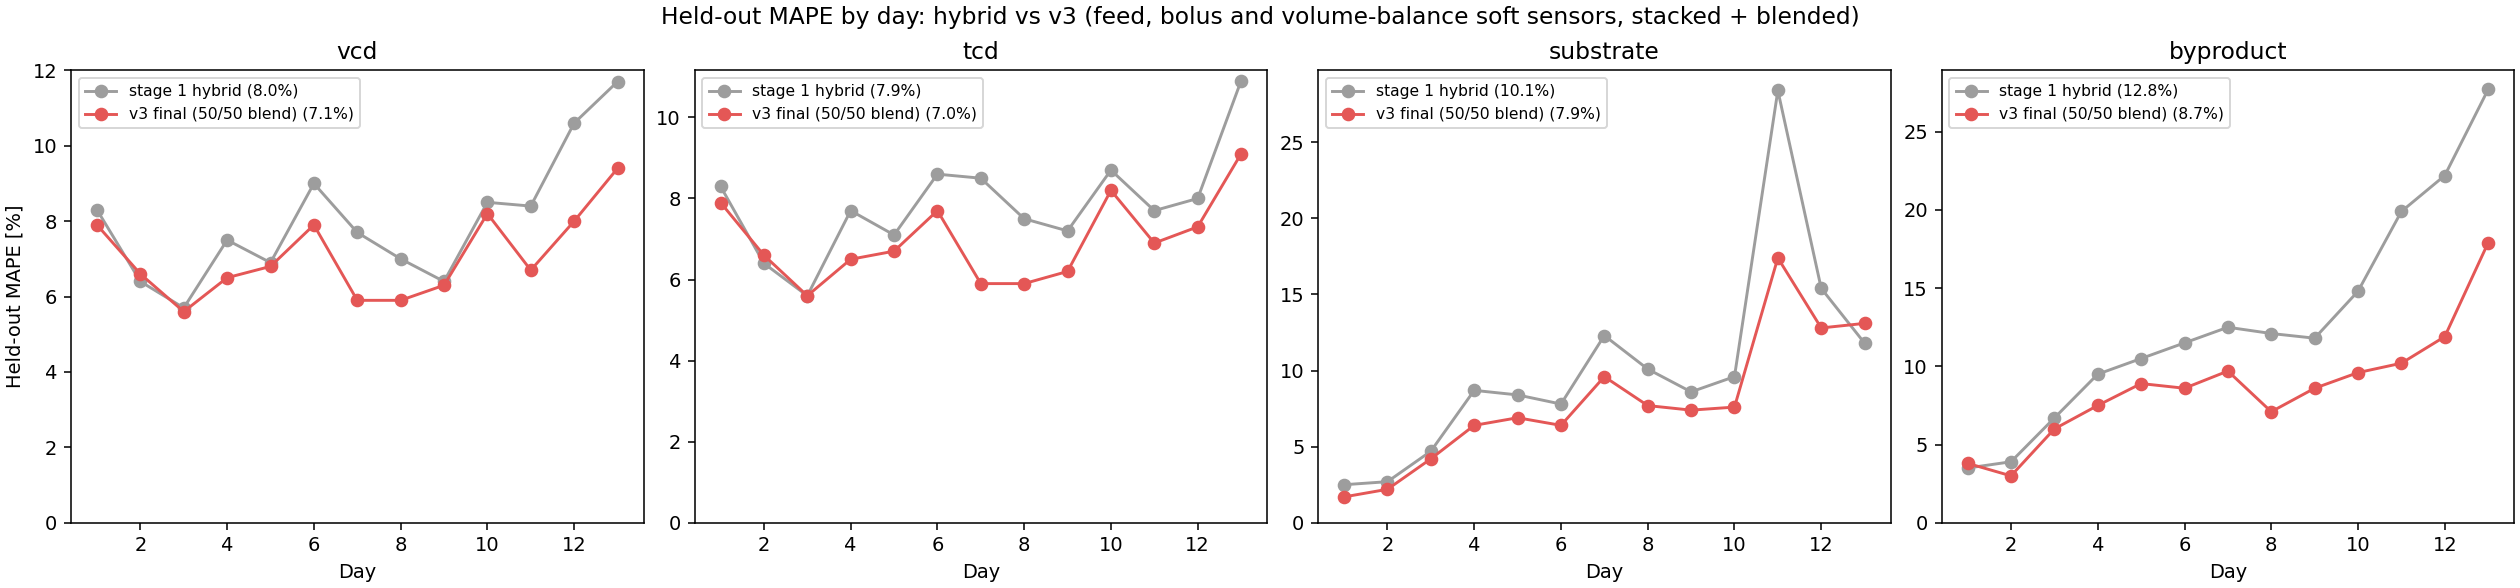 Held-out MAPE by day: hybrid vs v3 (feed, bolus and volume-balance soft sensors, stacked + blended)
vcd
stage 1 hybrid (8.0%)
v3 final (50/50 blend) (7.1%)
Held-out MAPE [%]
12
10
8
6
4
2
0
2 4 6 8 10 12
Day
tcd
stage 1 hybrid (7.9%)
v3 final (50/50 blend) (7.0%)
10
8
6
4
2
0
2 4 6 8 10 12
Day
substrate
stage 1 hybrid (10.1%)
v3 final (50/50 blend) (7.9%)
25
20
15
10
5
0
2 4 6 8 10 12
Day
byproduct
stage 1 hybrid (12.8%)
v3 final (50/50 blend) (8.7%)
25
20
15
10
5
0
2 4 6 8 10 12
Day